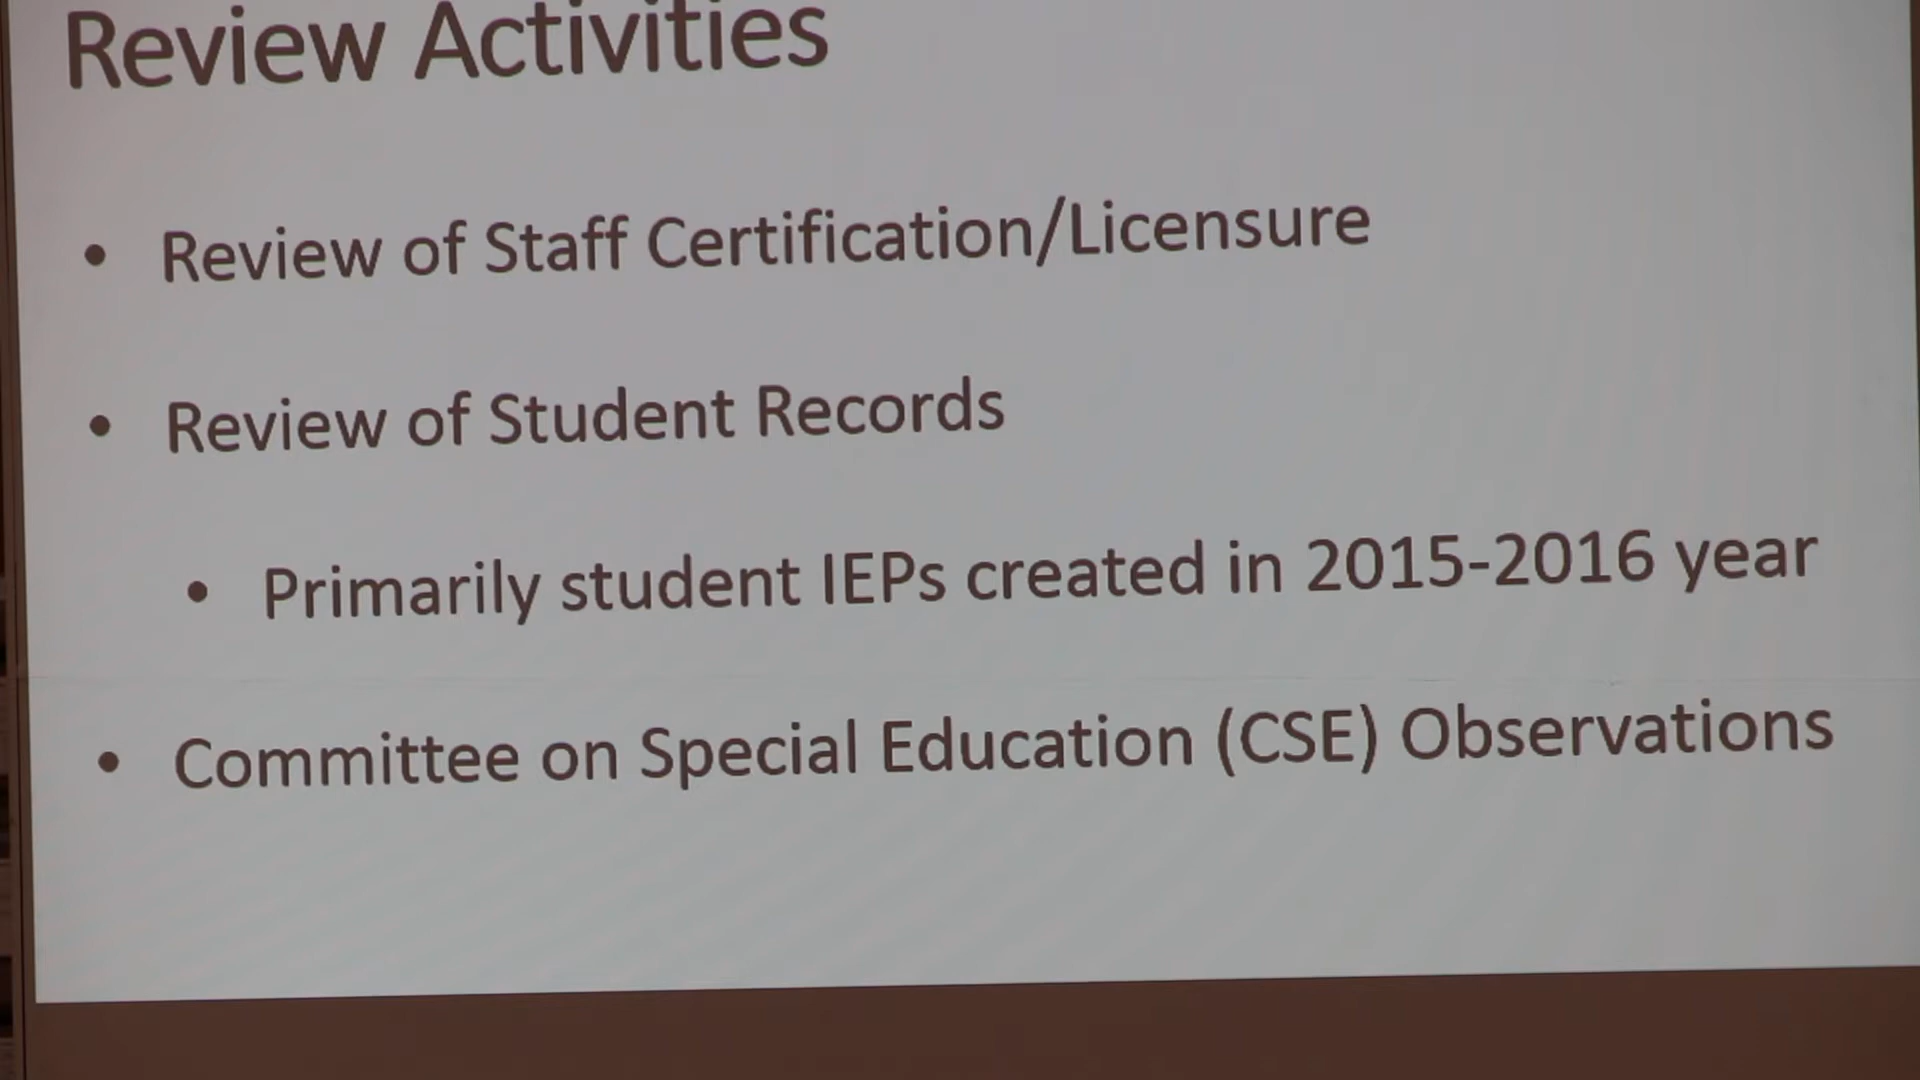 Review Activities
• Review of Staff Certification/Licensure
• Review of Student Records
• Primarily student IEPs created in 2015-2016 year
• Committee on Special Education (CSE) Observations